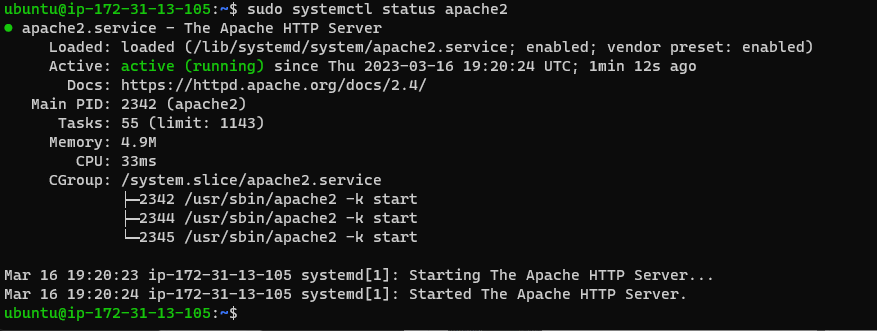 ubuntu@ip-172-31-13-105:~$ sudo systemctl status apache2
● apache2.service - The Apache HTTP Server
     Loaded: loaded (/lib/systemd/system/apache2.service; enabled; vendor preset: enabled)
     Active: active (running) since Thu 2023-03-16 19:20:24 UTC; 1min 12s ago
       Docs: https://httpd.apache.org/docs/2.4/
   Main PID: 2342 (apache2)
      Tasks: 55 (limit: 1143)
     Memory: 4.9M
        CPU: 33ms
     CGroup: /system.slice/apache2.service
             ├─2342 /usr/sbin/apache2 -k start
             ├─2344 /usr/sbin/apache2 -k start
             └─2345 /usr/sbin/apache2 -k start

Mar 16 19:20:23 ip-172-31-13-105 systemd[1]: Starting The Apache HTTP Server...
Mar 16 19:20:24 ip-172-31-13-105 systemd[1]: Started The Apache HTTP Server.
ubuntu@ip-172-31-13-105:~$